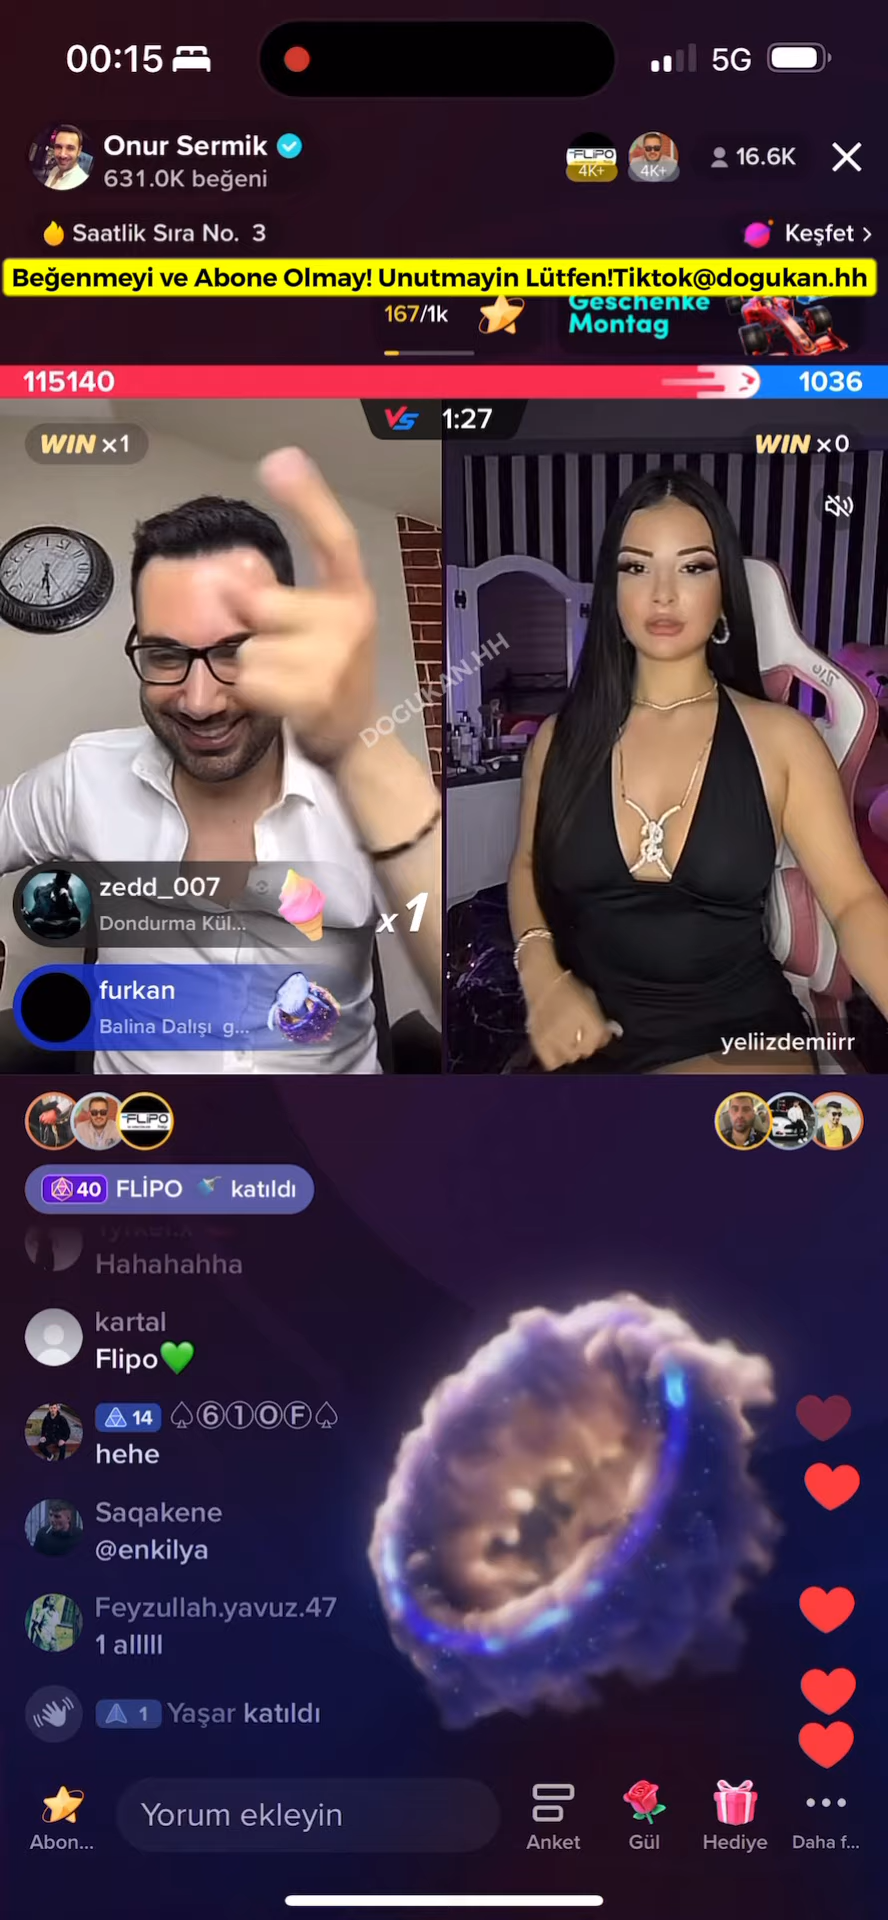 00:15
5G
Onur Sermik
631.0K beğeni
FLIPO
4K+
4K+
16.6K
Saatlik Sıra No. 3
Keşfet >
Beğenmeyi ve Abone Olmay! Unutmayin Lütfen!Tiktok@dogukan.hh
167/1k
Geschenke
Montag
115140
1036
VS
1:27
WIN x1
WIN x0
DOGUKAN.HH
zedd_007
Dondurma Kül...
x1
furkan
Balina Dalışı g...
yeliizdemiirr
FLIPO
40 FLİPO katıldı
Hahahahha
kartal
Flipo💚
14 ♤⑥①ⓄⒻ♤
hehe
Saqakene
@enkilya
Feyzullah.yavuz.47
1 alllll
1 Yaşar katıldı
Abon...
Yorum ekleyin
Anket
Gül
Hediye
Daha f...